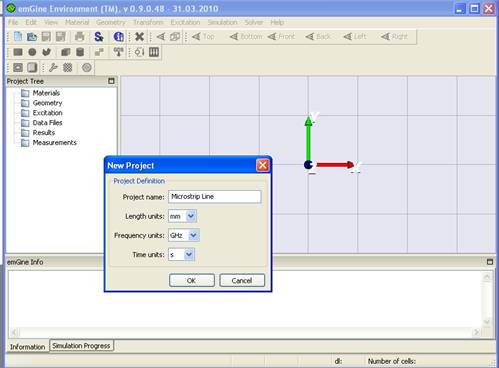 emGine Environment (TM), v 0.9.0.48 - 31.03.2010
File Edit View Material Geometry Transform Excitation Simulation Solver Help
Top Bottom Front Back Left Right
Project Tree
Materials
Geometry
Excitation
Data Files
Results
Measurements
Y
Z X
New Project
Project Definition
Project name: Microstrip Line
Length units: mm
Frequency units: GHz
Time units: s
OK Cancel
emGine Info
Information Simulation Progress
dl: Number of cells: